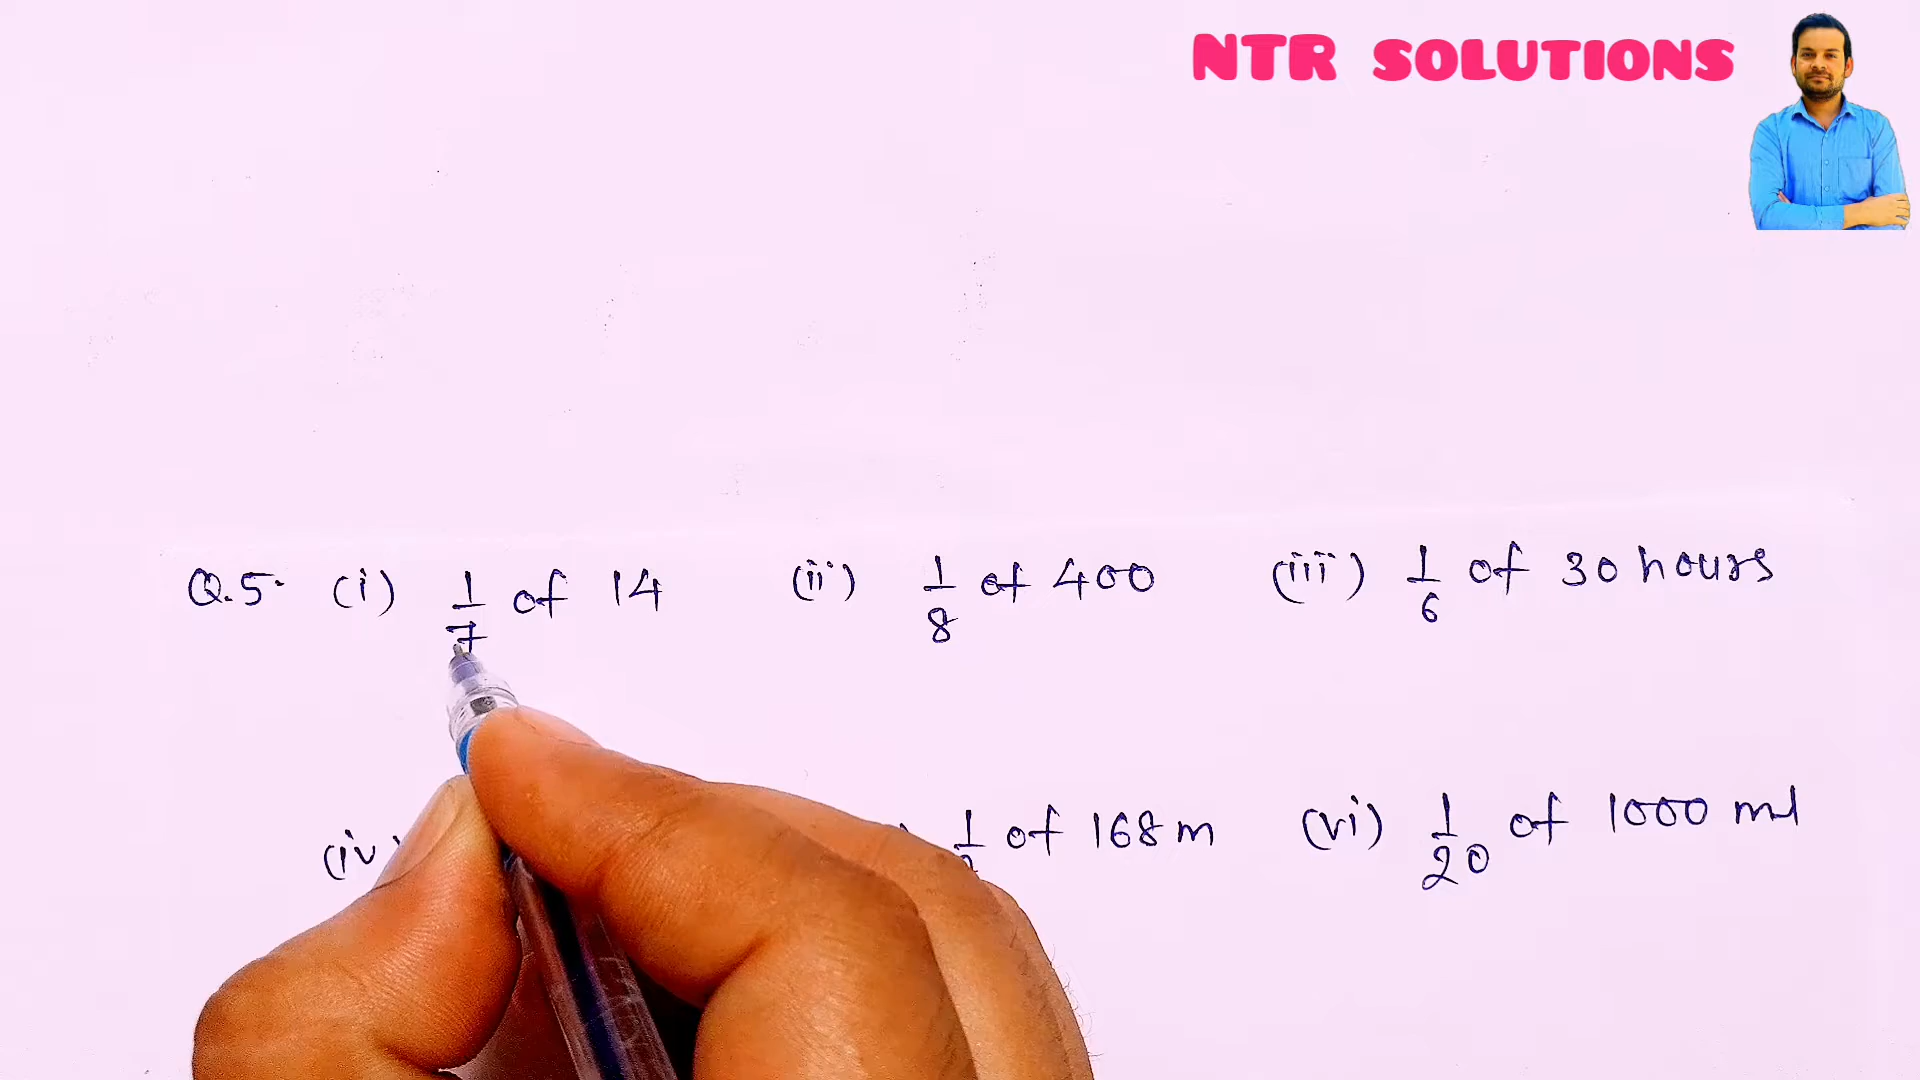 NTR SOLUTIONS
Q.5. (i) 1/7 of 14 (ii) 1/8 of 400 (iii) 1/6 of 30 hours
(iv) 1/ of 168 m (vi) 1/20 of 1000 ml